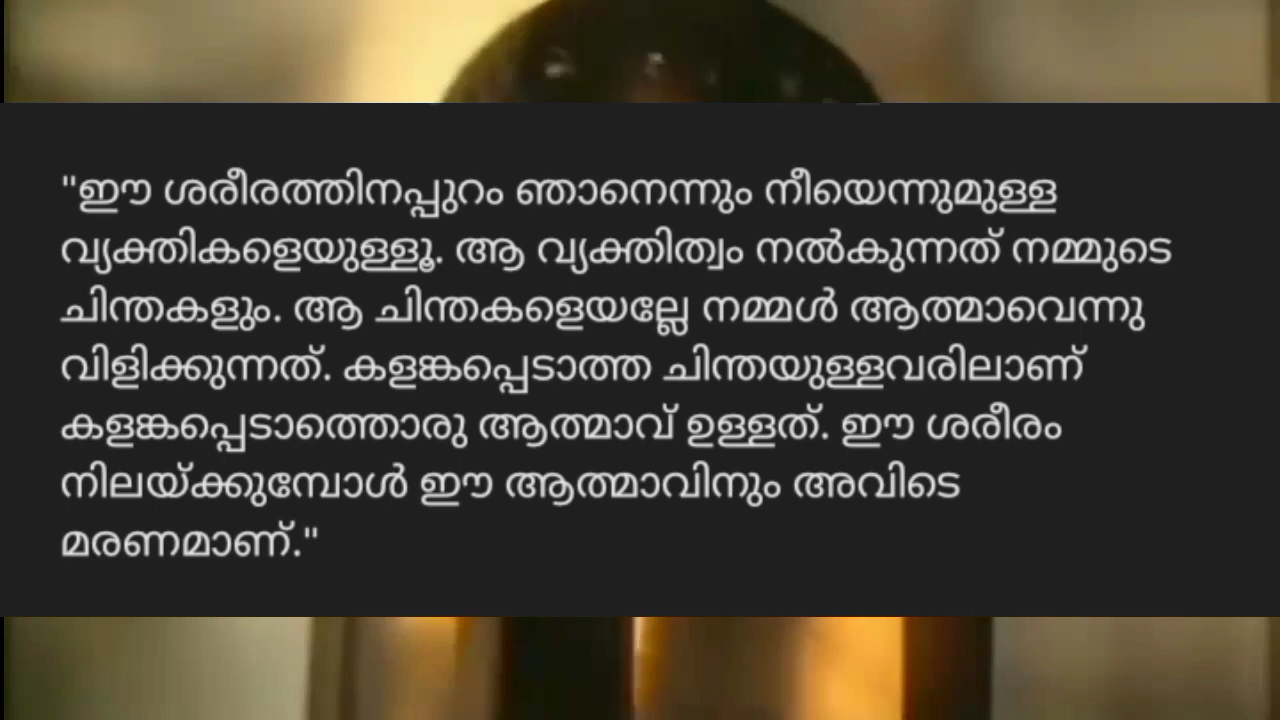 "ഈ ശരീരത്തിനപ്പുറം ഞാനെന്നും നീയെന്നുമുള്ള
വ്യക്തികളെയുള്ളൂ. ആ വ്യക്തിത്വം നൽകുന്നത് നമ്മുടെ
ചിന്തകളും. ആ ചിന്തകളെയല്ലേ നമ്മൾ ആത്മാവെന്നു
വിളിക്കുന്നത്. കളങ്കപ്പെടാത്ത ചിന്തയുള്ളവരിലാണ്
കളങ്കപ്പെടാത്തൊരു ആത്മാവ് ഉള്ളത്. ഈ ശരീരം
നിലയ്ക്കുമ്പോൾ ഈ ആത്മാവിനും അവിടെ
മരണമാണ്."